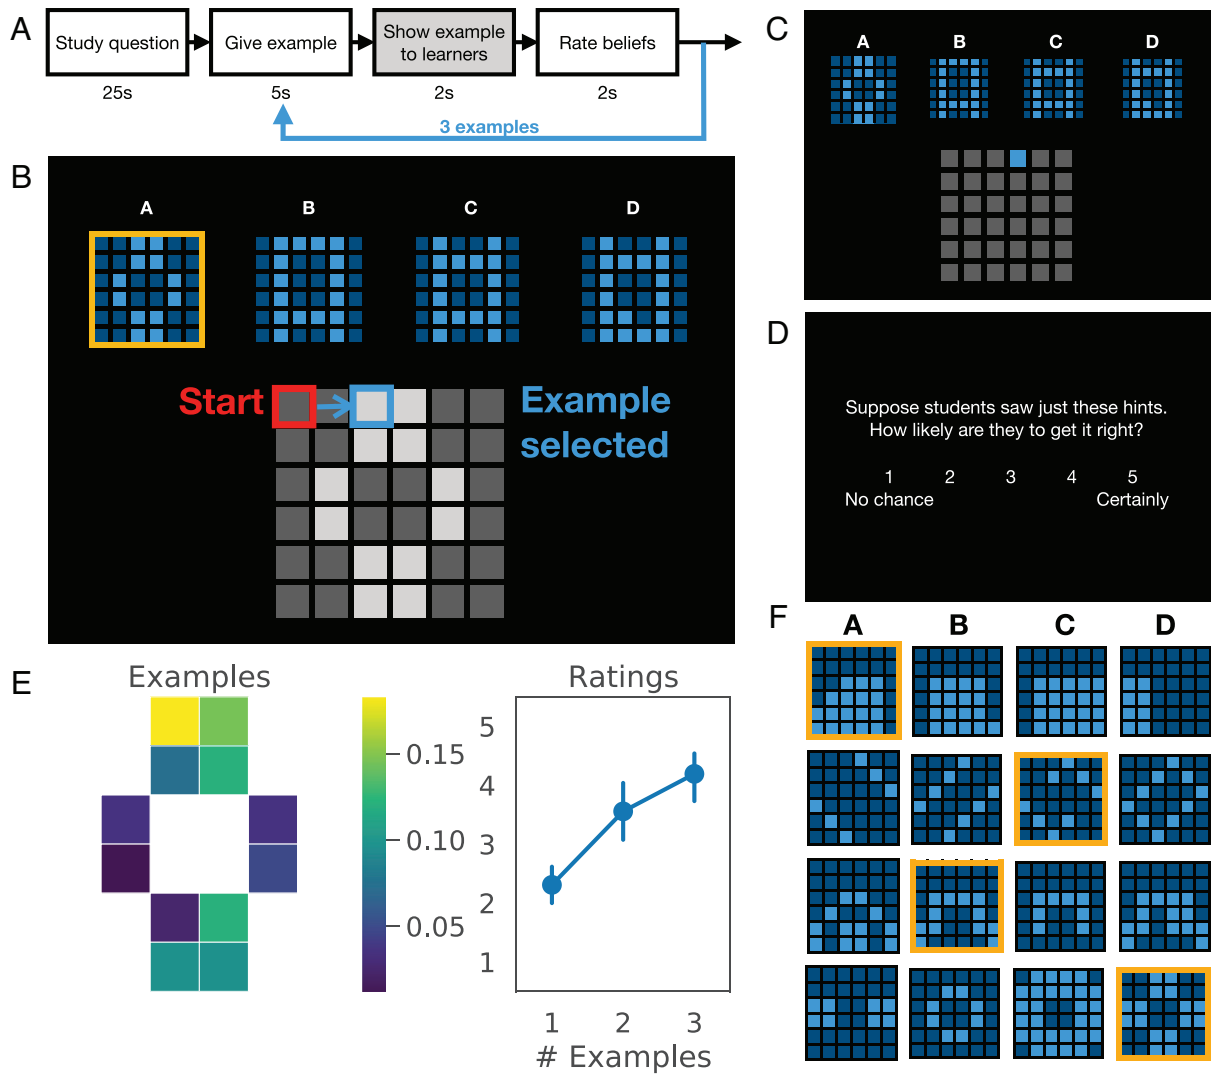 A
Study question
Give example
Show example
to learners
Rate beliefs
25s
5s
2s
2s
3 examples
B
A
B
C
D
Start
Example
selected
C
A
B
C
D
D
Suppose students saw just these hints.
How likely are they to get it right?
1
2
3
4
5
No chance
Certainly
E
Examples
0.15
0.10
0.05
Ratings
5
4
3
2
1
1
2
3
# Examples
F
A
B
C
D